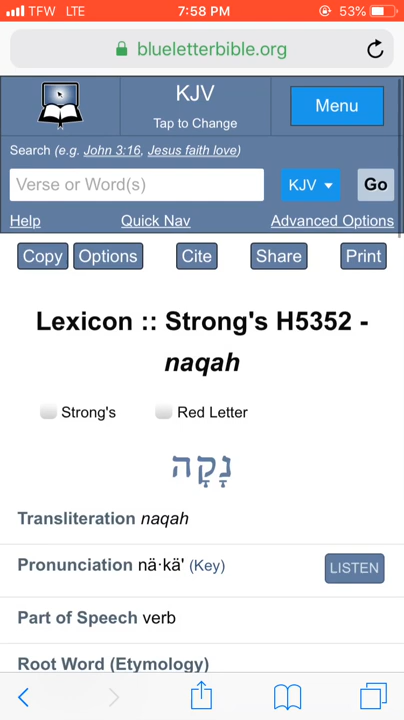 TFW LTE 7:58 PM 53%
blueletterbible.org
KJV
Tap to Change
Menu
Search (e.g. John 3:16, Jesus faith love)
Verse or Word(s) KJV Go
Help Quick Nav Advanced Options
Copy Options Cite Share Print
Lexicon :: Strong's H5352 -
naqah
Strong's Red Letter
נָקָה
Transliteration naqah
Pronunciation nä·kä' (Key) LISTEN
Part of Speech verb
Root Word (Etymology)